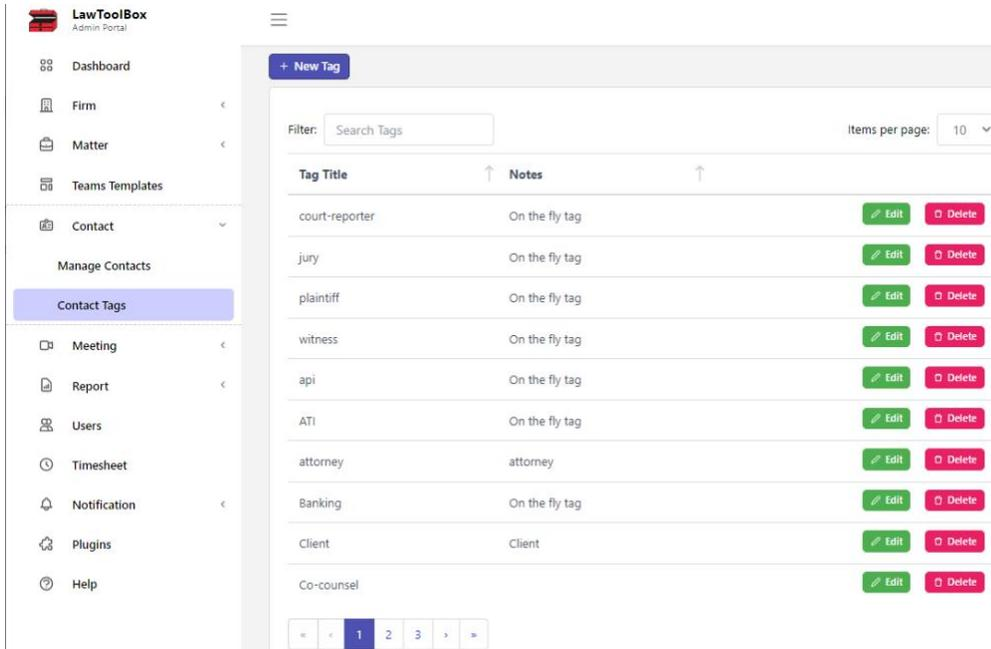 LawToolBox
Admin Portal
Dashboard
Firm
Matter
Teams Templates
Contact
Manage Contacts
Contact Tags
Meeting
Report
Users
Timesheet
Notification
Plugins
Help
+ New Tag
Filter: Search Tags Items per page: 10
Tag Title Notes
court-reporter On the fly tag Edit Delete
jury On the fly tag Edit Delete
plaintiff On the fly tag Edit Delete
witness On the fly tag Edit Delete
api On the fly tag Edit Delete
ATI On the fly tag Edit Delete
attorney attorney Edit Delete
Banking On the fly tag Edit Delete
Client Client Edit Delete
Co-counsel Edit Delete
« ‹ 1 2 3 › »